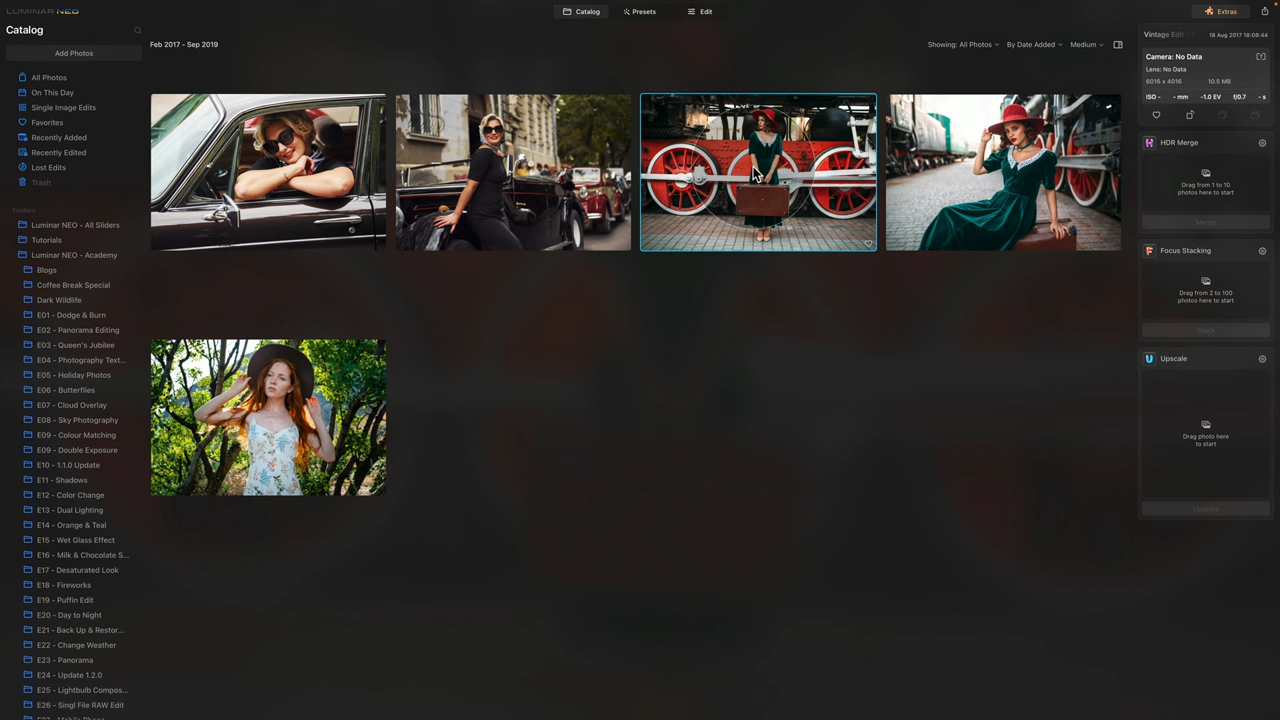 LUMINAR NEO
Catalog
Presets
Edit
Extras
Catalog
Add Photos
All Photos
On This Day
Single Image Edits
Favorites
Recently Added
Recently Edited
Lost Edits
Trash
Folders
Luminar NEO - All Sliders
Tutorials
Luminar NEO - Academy
Blogs
Coffee Break Special
Dark Wildlife
E01 - Dodge & Burn
E02 - Panorama Editing
E03 - Queen's Jubilee
E04 - Photography Text...
E05 - Holiday Photos
E06 - Butterflies
E07 - Cloud Overlay
E08 - Sky Photography
E09 - Colour Matching
E09 - Double Exposure
E10 - 1.1.0 Update
E11 - Shadows
E12 - Color Change
E13 - Dual Lighting
E14 - Orange & Teal
E15 - Wet Glass Effect
E16 - Milk & Chocolate S...
E17 - Desaturated Look
E18 - Fireworks
E19 - Puffin Edit
E20 - Day to Night
E21 - Back Up & Restor...
E22 - Change Weather
E23 - Panorama
E24 - Update 1.2.0
E25 - Lightbulb Compos...
E26 - Singl File RAW Edit
Feb 2017 - Sep 2019
Showing: All Photos
By Date Added
Medium
Vintage Edit - 18 Aug 2017 18:08:44
Camera: No Data
Lens: No Data
6016 x 4016 10.5 MB
ISO - - mm -1.0 EV f/0.7 - s
HDR Merge
Drag from 1 to 10
photos here to start
Merge
Focus Stacking
Drag from 2 to 100
photos here to start
Stack
Upscale
Drag photo here
to start
Upscale